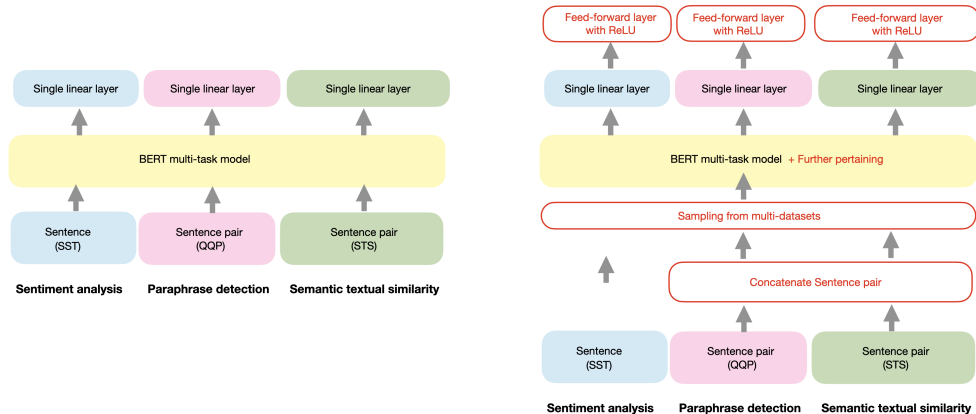 Single linear layer
Single linear layer
Single linear layer
BERT multi-task model
Sentence
(SST)
Sentence pair
(QQP)
Sentence pair
(STS)
Sentiment analysis
Paraphrase detection
Semantic textual similarity
Feed-forward layer
with ReLU
Feed-forward layer
with ReLU
Feed-forward layer
with ReLU
Single linear layer
Single linear layer
Single linear layer
BERT multi-task model + Further pertaining
Sampling from multi-datasets
Concatenate Sentence pair
Sentence
(SST)
Sentence pair
(QQP)
Sentence pair
(STS)
Sentiment analysis
Paraphrase detection
Semantic textual similarity